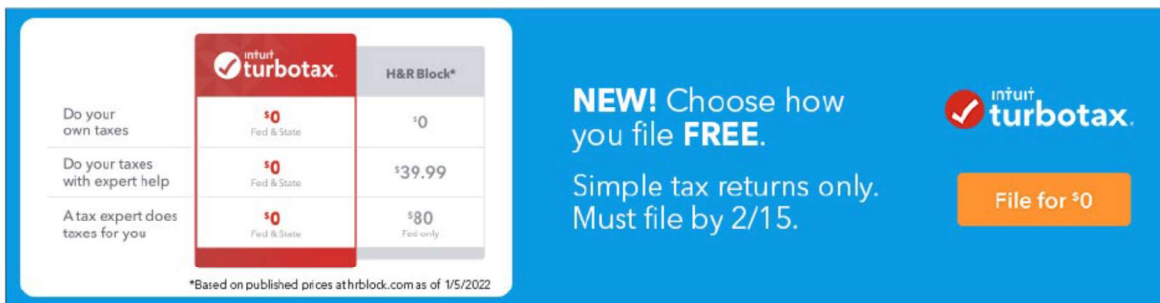 intuit
turbotax.
H&R Block*
Do your
own taxes
$0
Fed & State
$0
Do your taxes
with expert help
$0
Fed & State
$39.99
A tax expert does
taxes for you
$0
Fed & State
$80
Fed only
*Based on published prices at hrblock.com as of 1/5/2022
NEW! Choose how
you file FREE.
Simple tax returns only.
Must file by 2/15.
intuit
turbotax.
File for $0